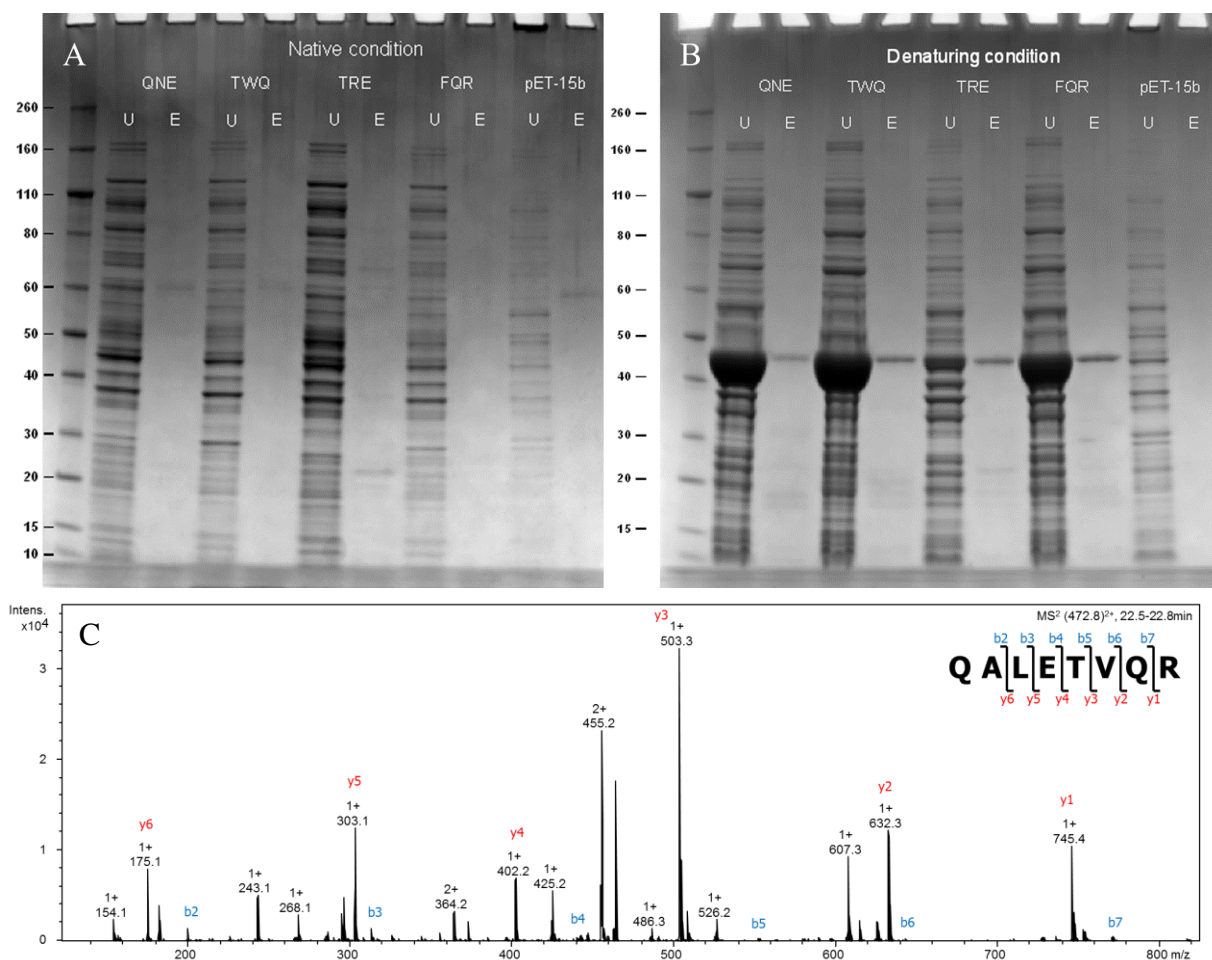 A
Native condition
QNE TWQ TRE FQR pET-15b
U E U E U E U E U E
260
160
110
80
60
50
40
30
20
15
10
B
Denaturing condition
QNE TWQ TRE FQR pET-15b
U E U E U E U E U E
260
160
110
80
60
50
40
30
20
15
C
Intens.
x10⁴
MS² (472.8)²⁺, 22.5-22.8min
b2 b3 b4 b5 b6 b7
QALETVQR
y6 y5 y4 y3 y2 y1
3
2
1
0
1+
154.1
y6
1+
175.1
b2
1+
243.1
1+
268.1
y5
1+
303.1
b3
2+
364.2
y4
1+
402.2
1+
425.2
b4
2+
455.2
1+
486.3
y3
1+
503.3
1+
526.2
b5
1+
607.3
y2
1+
632.3
b6
y1
1+
745.4
b7
200 400 600 800 m/z